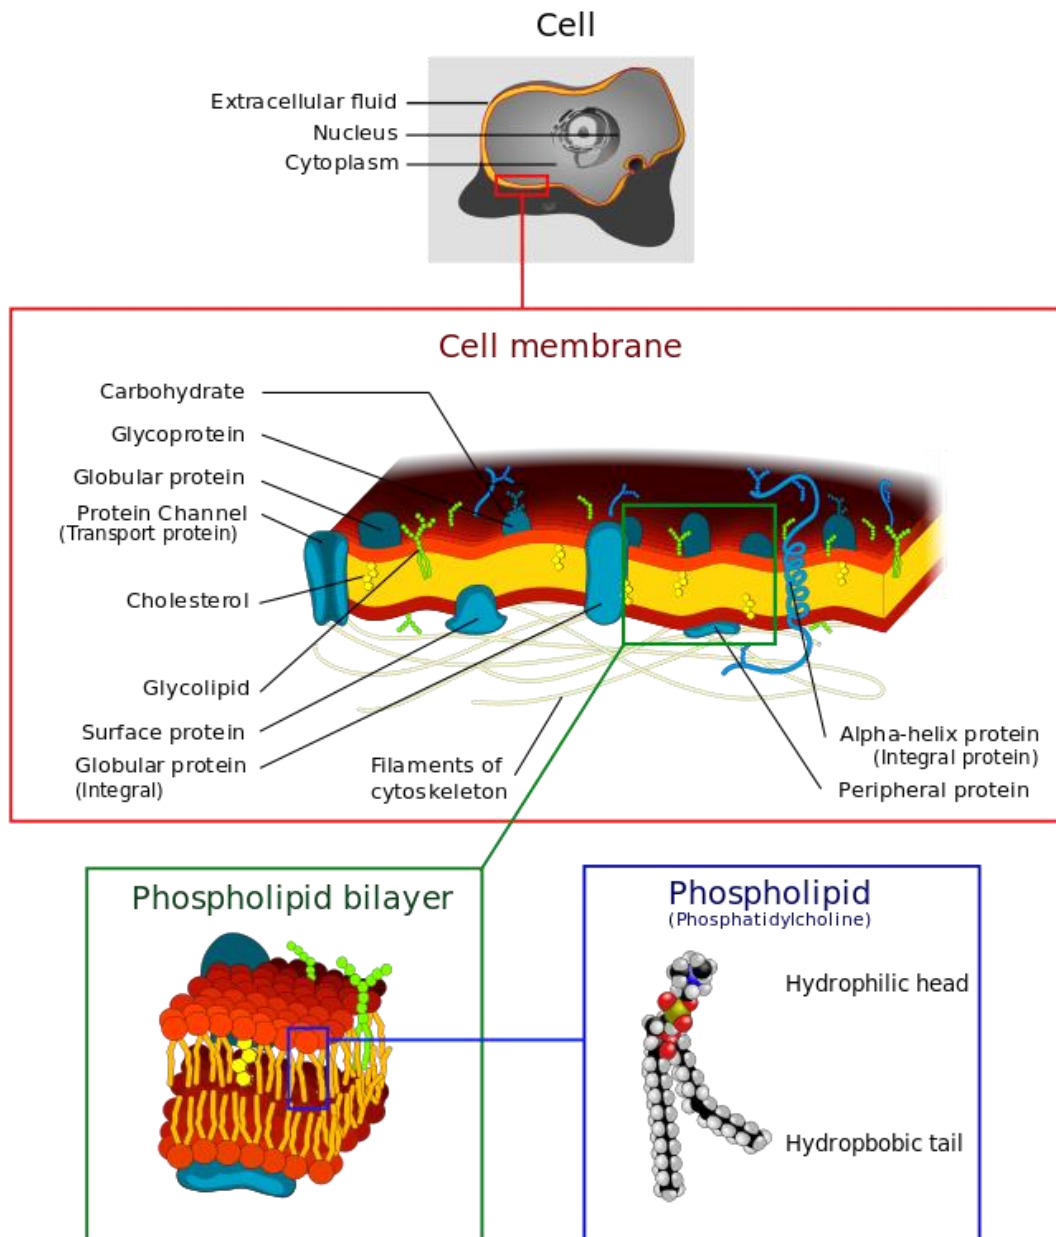 Cell
Extracellular fluid
Nucleus
Cytoplasm
Cell membrane
Carbohydrate
Glycoprotein
Globular protein
Protein Channel
(Transport protein)
Cholesterol
Glycolipid
Surface protein
Globular protein
(Integral)
Filaments of
cytoskeleton
Alpha-helix protein
(Integral protein)
Peripheral protein
Phospholipid bilayer
Phospholipid
(Phosphatidylcholine)
Hydrophilic head
Hydropbobic tail